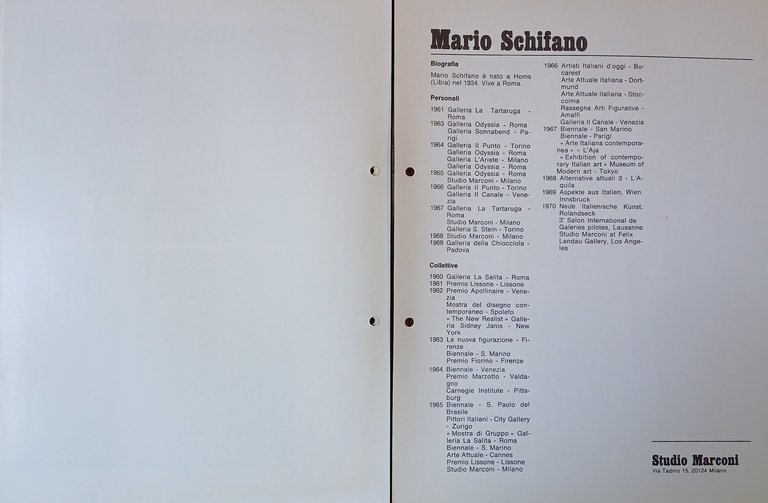 Mario Schifano
Biografia
Mario Schifano è nato a Homs
(Libia) nel 1934. Vive a Roma.
Personali
1961 Galleria La Tartaruga -
Roma
1963 Galleria Odyssia - Roma
Galleria Sonnabend - Pa-
rigi
1964 Galleria Il Punto - Torino
Galleria Odyssia - Roma
Galleria L'Ariete - Milano
Galleria Odyssia - Roma
1965 Galleria Odyssia - Roma
Studio Marconi - Milano
1966 Galleria Il Punto - Torino
Galleria Il Canale - Vene-
zia
1967 Galleria La Tartaruga -
Roma
Studio Marconi - Milano
Galleria S. Stein - Torino
1968 Studio Marconi - Milano
1969 Galleria della Chiocciola -
Padova
Collettive
1960 Galleria La Salita - Roma
1961 Premio Lissone - Lissone
1962 Premio Apollinaire - Vene-
zia
Mostra del disegno con-
temporaneo - Spoleto
« The New Realist » Galle-
ria Sidney Janis - New
York
1963 La nuova figurazione - Fi-
renze
Biennale - S. Marino
Premio Fiorino - Firenze
1964 Biennale - Venezia
Premio Marzotto - Valda-
gno
Carnegie Institute - Pitts-
burg
1965 Biennale - S. Paolo del
Brasile
Pittori Italiani - City Gallery
- Zurigo
« Mostra di Gruppo » Gal-
leria La Salita - Roma
Biennale - S. Marino
Arte Attuale - Cannes
Premio Lissone - Lissone
Studio Marconi - Milano
1966 Artisti Italiani d'oggi - Bu-
carest
Arte Attuale Italiana - Dort-
mund
Arte Attuale Italiana - Stoc-
colma
Rassegna Arti Figurative -
Amalfi
Galleria Il Canale - Venezia
1967 Biennale - San Marino
Biennale - Parigi
« Arte Italiana contempora-
nea » - L'Aja
« Exhibition of contempo-
rary Italian art » Museum of
Modern art - Tokyo
1968 Alternative attuali 3 - L'A-
quila
1969 Aspekte aus Italien, Wien.
Innsbruck
1970 Neue Italienische Kunst,
Rolandseck
3° Salon International de
Galeries pilotes, Lausanne
Studio Marconi at Felix
Landau Gallery, Los Ange-
les
Studio Marconi
Via Tadino 15, 20124 Milano